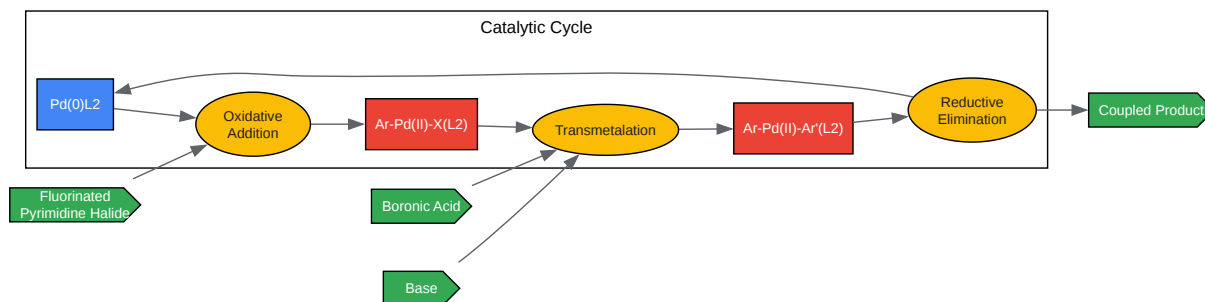 Catalytic Cycle
Pd(0)L2
Oxidative
Addition
Ar-Pd(II)-X(L2)
Transmetalation
Ar-Pd(II)-Ar'(L2)
Reductive
Elimination
Coupled Product
Fluorinated
Pyrimidine Halide
Boronic Acid
Base